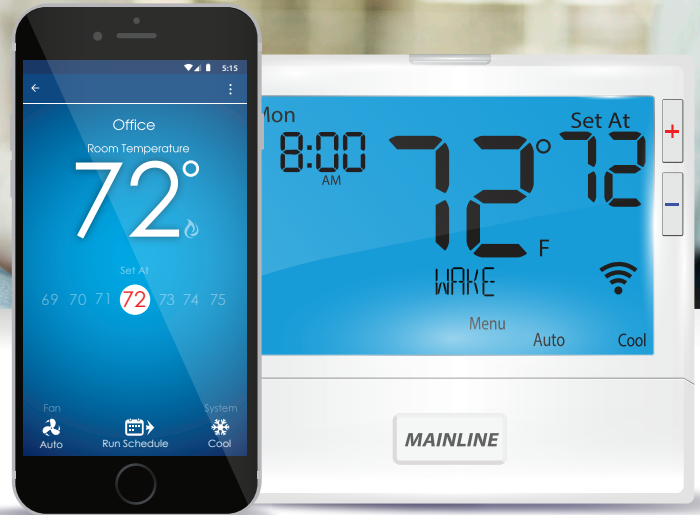 5:15
Office
Room Temperature
72°
Set At
69 70 71 72 73 74 75
Fan
System
Auto
Run Schedule
Cool
Mon
Set At
8:00
AM
72°
F
72
+
−
WAKE
Menu
Auto
Cool
MAINLINE